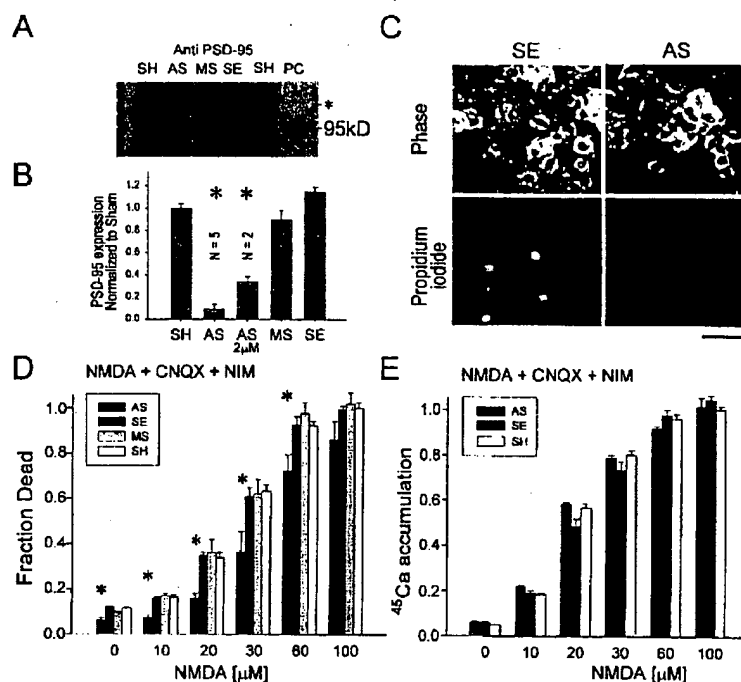 A
Anti PSD-95
SH AS MS SE SH PC
*
95kD
B
PSD-95 expression
Normalized to Sham
1.2
1.0
0.8
0.6
0.4
0.2
0.0
* *
N = 5
N = 2
SH AS AS MS SE
2µM
C
SE AS
Phase
Propidium
iodide
D
NMDA + CNQX + NIM
AS
SE
MS
SH
Fraction Dead
1.0
0.8
0.6
0.4
0.2
0.0
* * * * *
0 10 20 30 60 100
NMDA [µM]
E
NMDA + CNQX + NIM
AS
SE
SH
45Ca accumulation
1.0
0.8
0.6
0.4
0.2
0.0
0 10 20 30 60 100
NMDA [µM]